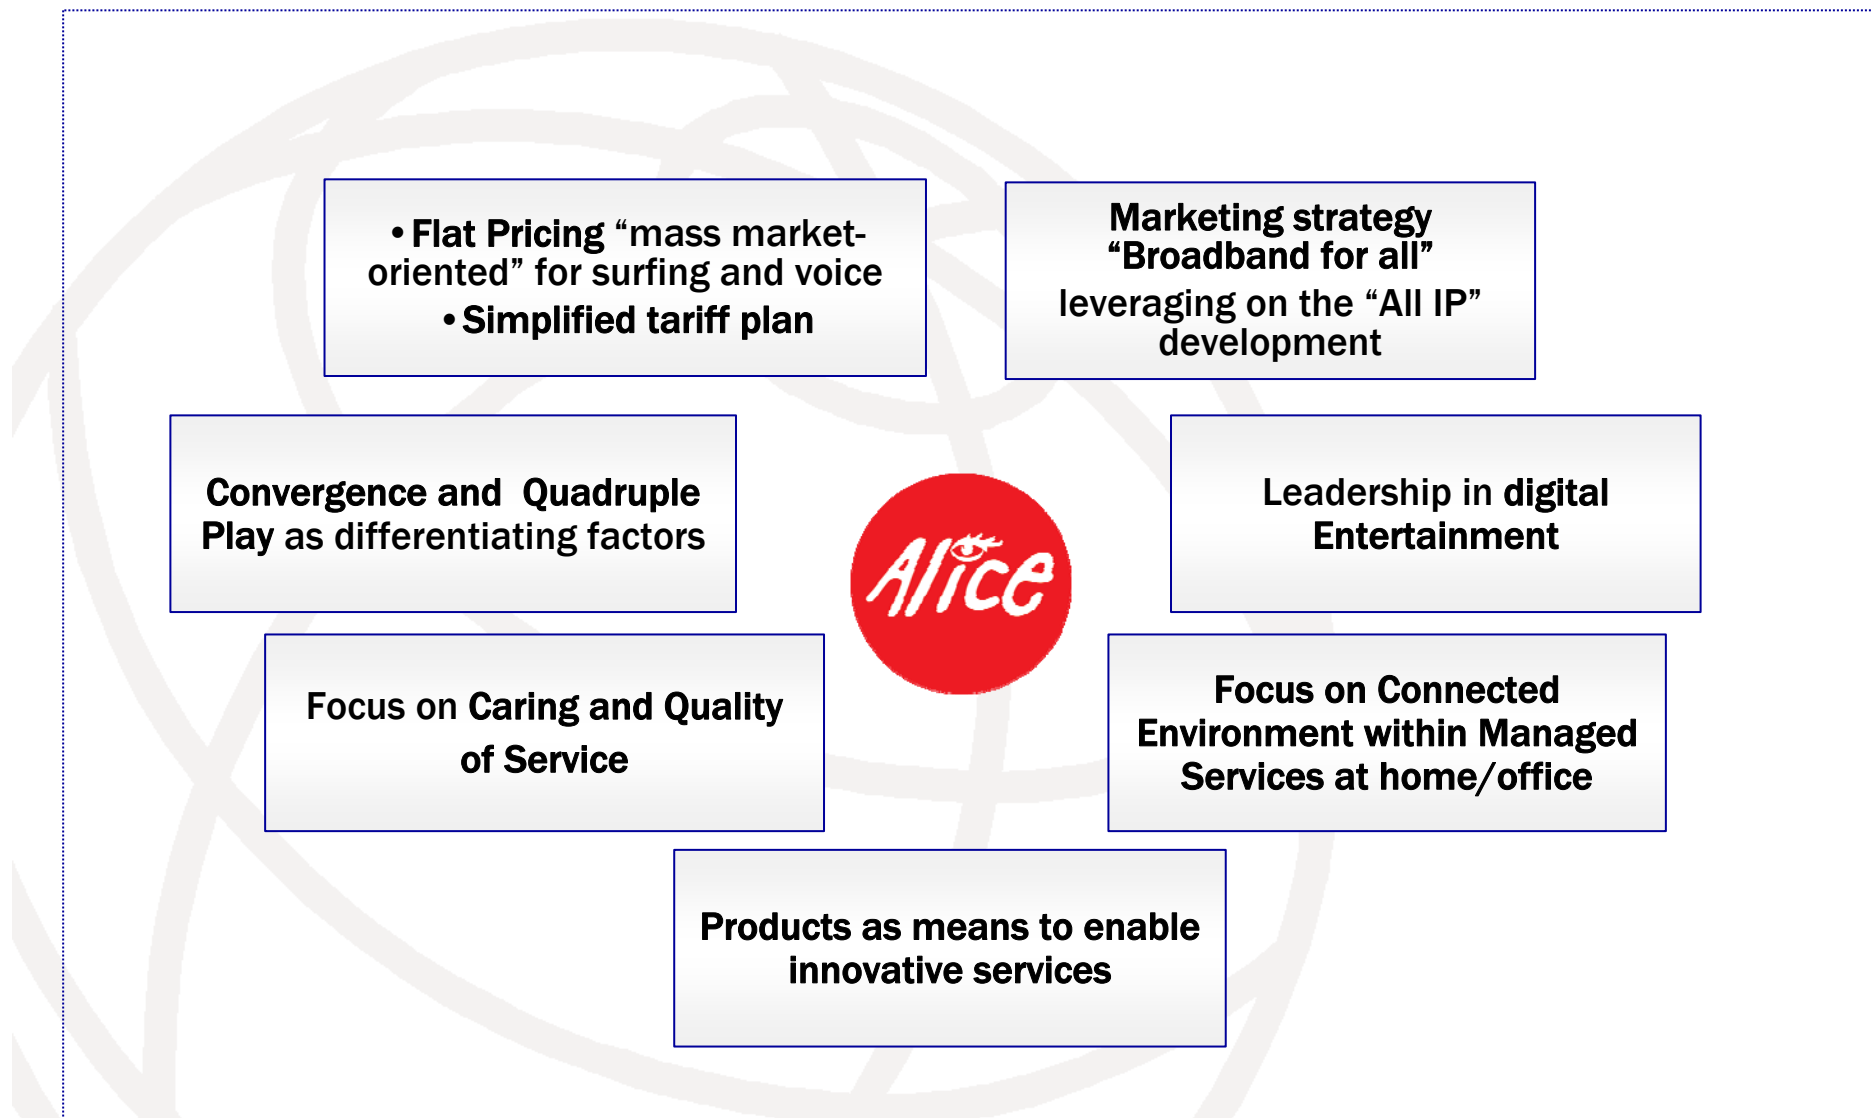 • Flat Pricing “mass market-
oriented” for surfing and voice
• Simplified tariff plan
Marketing strategy
“Broadband for all”
leveraging on the “All IP”
development
Convergence and  Quadruple
Play as differentiating factors
Alice
Leadership in digital
Entertainment
Focus on Caring and Quality
of Service
Focus on Connected
Environment within Managed
Services at home/office
Products as means to enable
innovative services